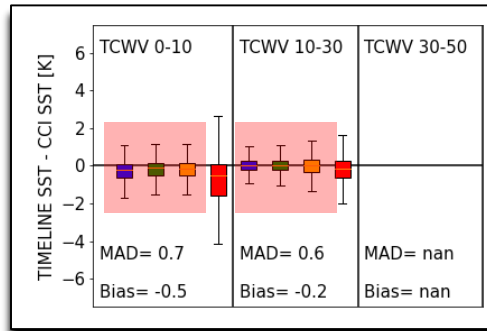 TIMELINE SST - CCI SST [K]
6
4
2
0
−2
−4
−6
TCWV 0-10
MAD= 0.7
Bias= -0.5
TCWV 10-30
MAD= 0.6
Bias= -0.2
TCWV 30-50
MAD= nan
Bias= nan